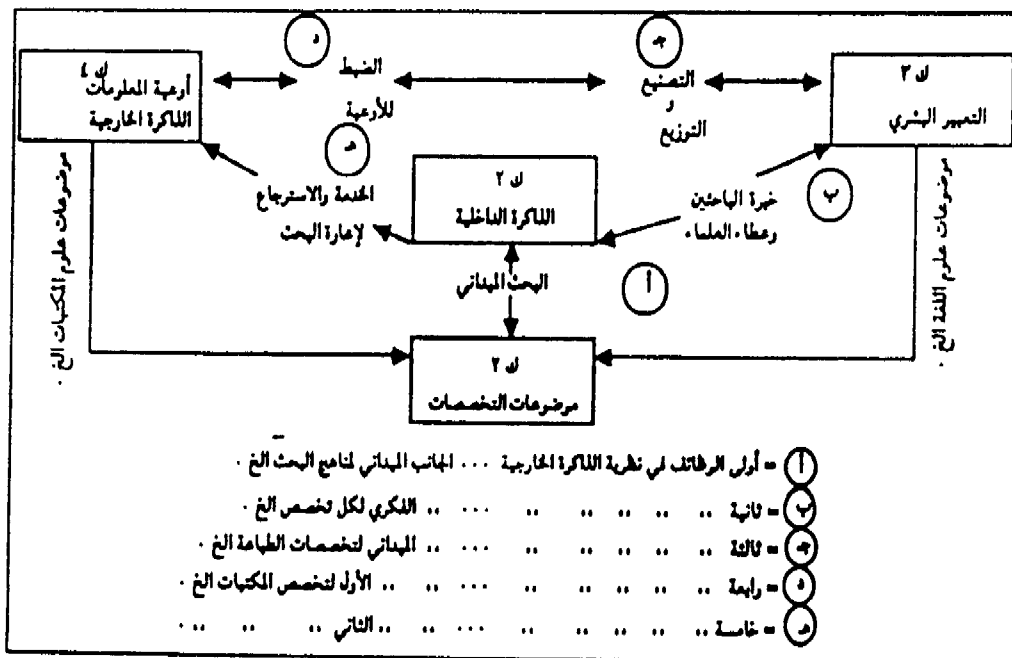 د
جـ
ك ٤
أوعية المعلومات
الذاكرة الخارجية
الضبط
للأوعية
التصنيع
و
التوزيع
ك ٣
التعبير البشري
هـ
ب
الخدمة والاسترجاع
لإعارة البحث
ك ٢
الذاكرة الداخلية
خبرة الباحثين
وعطاء العلماء
موضوعات علوم المكتبات الخ .
موضوعات علوم اللغة الخ .
البحث الميداني
أ
ك ٢
موضوعات التخصصات
أ = أولى الوظائف في نظرية الذاكرة الخارجية ... الجانب الميداني لمناهج البحث الخ .
ب = ثانية ,, ,, ,, ,, ,, ... ,, الفكري لكل تخصص الخ .
جـ = ثالثة ,, ,, ,, ,, ,, ... ,, الميداني لتخصصات الطباعة الخ .
د = رابعة ,, ,, ,, ,, ,, ... ,, ,, الأول لتخصص المكتبات الخ .
هـ = خامسة ,, ,, ,, ,, ,, ... ,, ,, الثاني ,, ,, ,, .